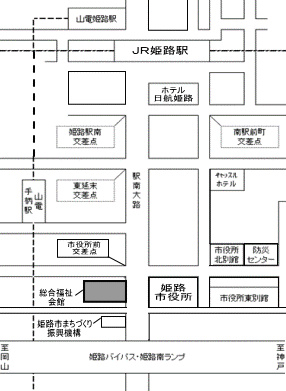 山電姫路駅
JR姫路駅
ホテル
日航姫路
姫路駅南
交差点
南駅前町
交差点
キャッスル
ホテル
山電
手柄駅
東延末
交差点
駅南大路
市役所前
交差点
市役所
北別館
防災
センター
総合福祉
会館
姫路
市役所
市役所東別館
姫路市まちづくり
振興機構
至岡山
姫路バイパス・姫路南ランプ
至神戸